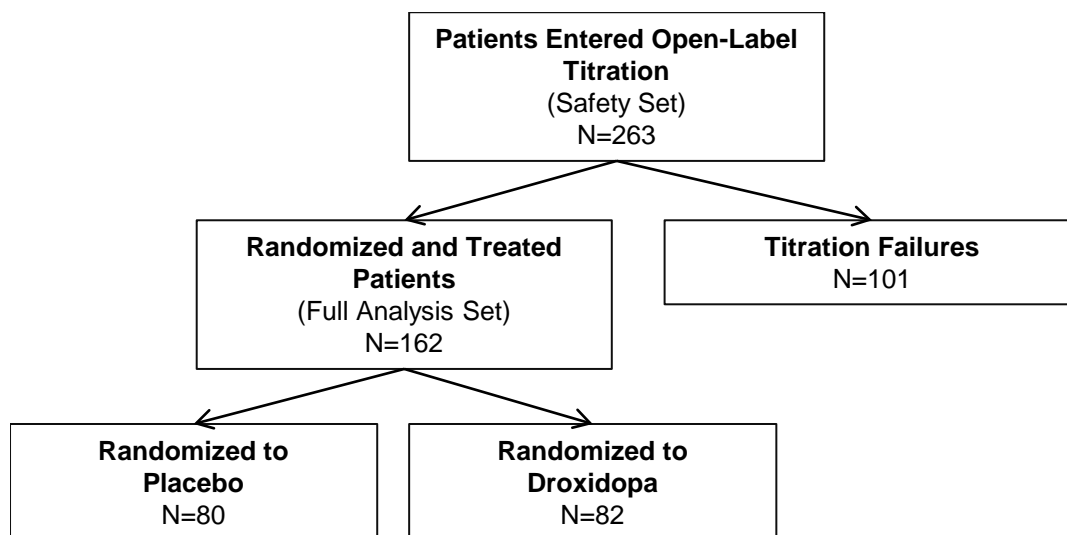 Patients Entered Open-Label
Titration
(Safety Set)
N=263
Randomized and Treated
Patients
(Full Analysis Set)
N=162
Titration Failures
N=101
Randomized to
Placebo
N=80
Randomized to
Droxidopa
N=82